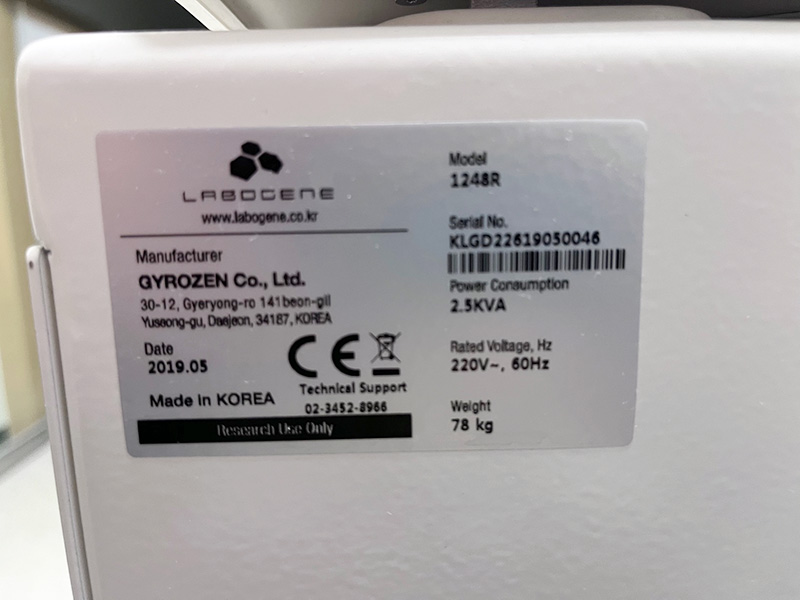 LABOGENE
www.labogene.co.kr
Manufacturer
GYROZEN Co., Ltd.
30-12, Gyeryong-ro 141beon-gil
Yuseong-gu, Daejeon, 34187, KOREA
Date
2019.05
CE
Made in KOREA
Technical Support
02-3452-8966
Research Use Only
Model
1248R
Serial No.
KLGD22619050046
Power Consumption
2.5KVA
Rated Voltage, Hz
220V~, 60Hz
Weight
78 kg